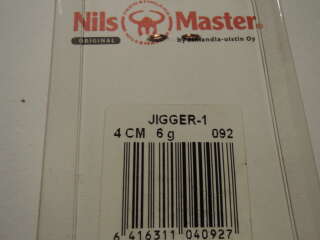 Nils Master®
ORIGINAL
JIGGER-1
4 CM 6 g 092
6 416311 040927